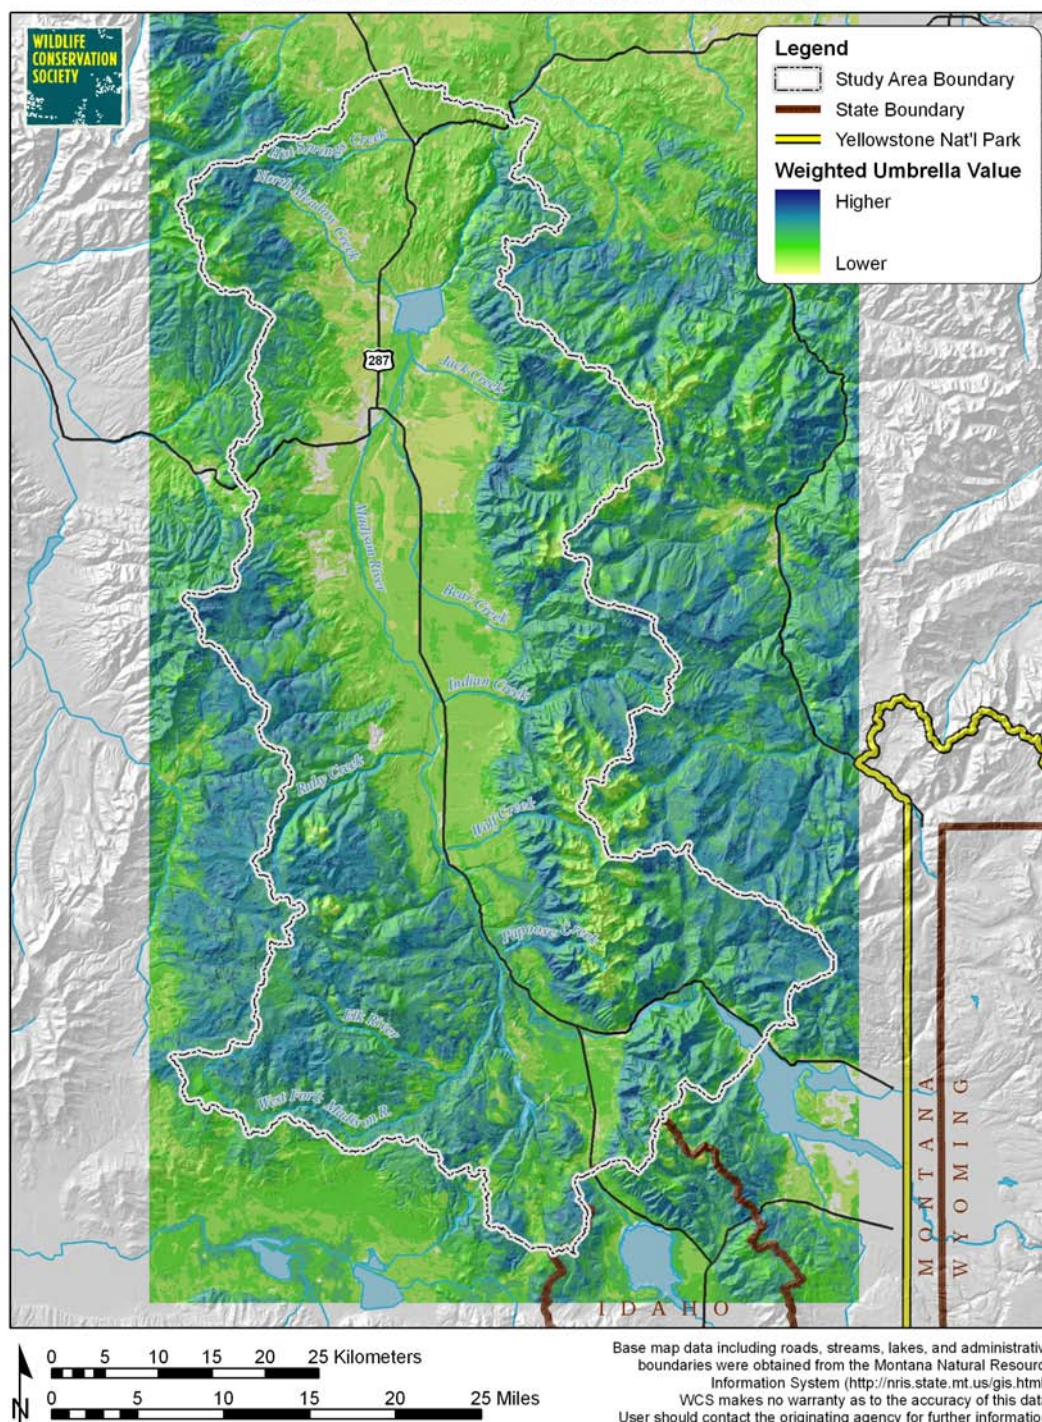 WILDLIFE
CONSERVATION
SOCIETY
Legend
Study Area Boundary
State Boundary
Yellowstone Nat'l Park
Weighted Umbrella Value
Higher
Lower
Hot Springs Creek
North Meadow Creek
287
Jack Creek
Madison River
Bear Creek
Indian Creek
Ruby Creek
Wolf Creek
Papoose Creek
Elk River
West Fork Madison R.
MONTANA
WYOMING
IDAHO
N
0 5 10 15 20 25 Kilometers
0 5 10 15 20 25 Miles
Base map data including roads, streams, lakes, and administrativ
boundaries were obtained from the Montana Natural Resourc
Information System (http://nris.state.mt.us/gis.html
WCS makes no warranty as to the accuracy of this data
User should contact the originating agency for further information